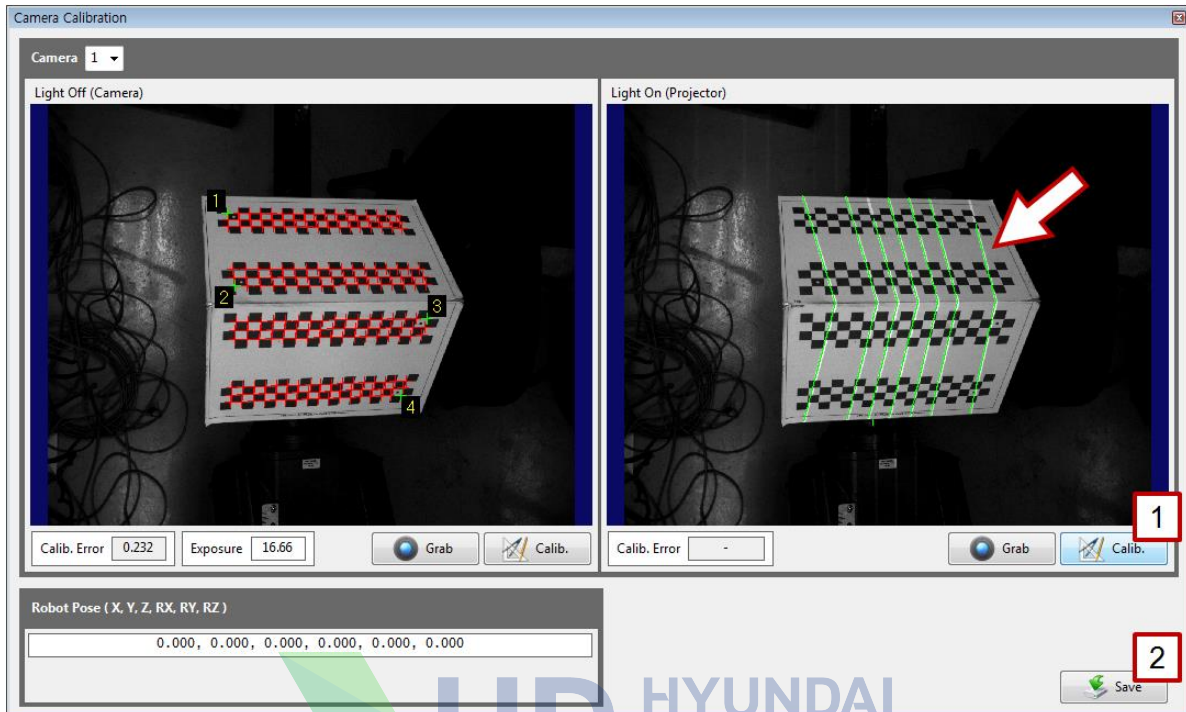 Camera Calibration
Camera 1
Light Off (Camera)
Light On (Projector)
1
2
3
4
Calib. Error 0.232
Exposure 16.66
Grab
Calib.
Calib. Error -
Grab
Calib.
1
Robot Pose ( X, Y, Z, RX, RY, RZ )
0.000, 0.000, 0.000, 0.000, 0.000, 0.000
Save
2
HYUNDAI